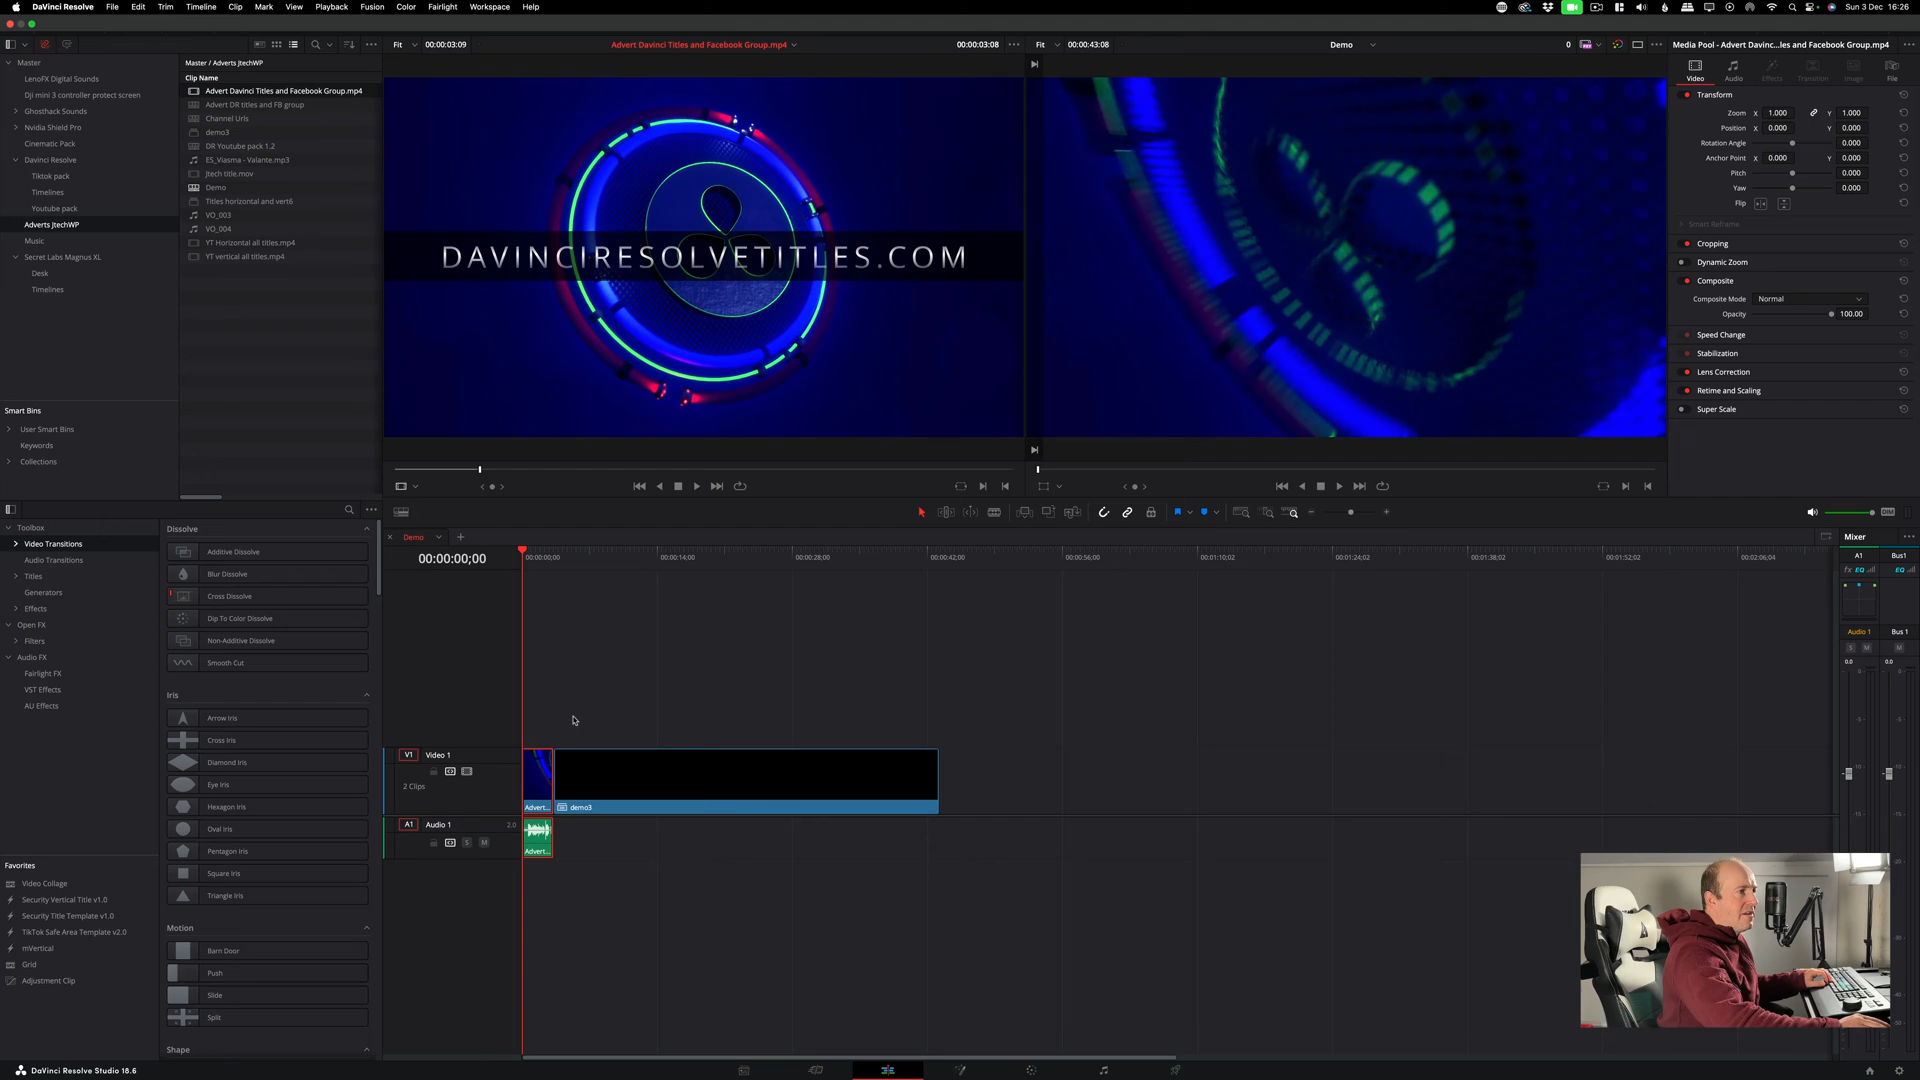 DaVinci Resolve File Edit Trim Timeline Clip Mark View Playback Fusion Color Fairlight Workspace Help
Sun 3 Dec 16:26
Fit 00:00:03:09 Advert Davinci Titles and Facebook Group.mp4 00:00:03:08
Fit 00:00:43:08 Demo 0
Media Pool - Advert Davinc...les and Facebook Group.mp4
Master
LenoFX Digital Sounds
Dji mini 3 controller protect screen
Ghosthack Sounds
Nvidia Shield Pro
Cinematic Pack
Davinci Resolve
Tiktok pack
Timelines
Youtube pack
Adverts JtechWP
Music
Secret Labs Magnus XL
Desk
Timelines
Smart Bins
User Smart Bins
Keywords
Collections
Master / Adverts JtechWP
Clip Name
Advert Davinci Titles and Facebook Group.mp4
Advert DR titles and FB group
Channel Urls
demo3
DR Youtube pack 1.2
ES_Viasma - Valante.mp3
Jtech title.mov
Demo
Titles horizontal and vert6
VO_003
VO_004
YT Horizontal all titles.mp4
YT vertical all titles.mp4
DAVINCIRESOLVETITLES.COM
Video Audio Effects Transition Image File
Transform
Zoom X 1.000 Y 1.000
Position X 0.000 Y 0.000
Rotation Angle 0.000
Anchor Point X 0.000 Y 0.000
Pitch 0.000
Yaw 0.000
Flip
Smart Reframe
Cropping
Dynamic Zoom
Composite
Composite Mode Normal
Opacity 100.00
Speed Change
Stabilization
Lens Correction
Retime and Scaling
Super Scale
Toolbox
Video Transitions
Audio Transitions
Titles
Generators
Effects
Open FX
Filters
Audio FX
Fairlight FX
VST Effects
AU Effects
Favorites
Video Collage
Security Vertical Title v1.0
Security Title Template v1.0
TikTok Safe Area Template v2.0
mVertical
Grid
Adjustment Clip
Dissolve
Additive Dissolve
Blur Dissolve
Cross Dissolve
Dip To Color Dissolve
Non-Additive Dissolve
Smooth Cut
Iris
Arrow Iris
Cross Iris
Diamond Iris
Eye Iris
Hexagon Iris
Oval Iris
Pentagon Iris
Square Iris
Triangle Iris
Motion
Barn Door
Push
Slide
Split
Shape
DIM
Demo
00:00:00;00
00:00:00;00 00:00:14;00 00:00:28;00 00:00:42;00 00:00:56;00 00:01:10;02 00:01:24;02 00:01:38;02 00:01:52;02 00:02:06;04
V1 Video 1
2 Clips
Advert... demo3
A1 Audio 1 2.0
S M
Advert...
Mixer
A1 Bus1
fx EQ EQ
Audio 1 Bus 1
S M M
0.0 0.0
DaVinci Resolve Studio 18.6